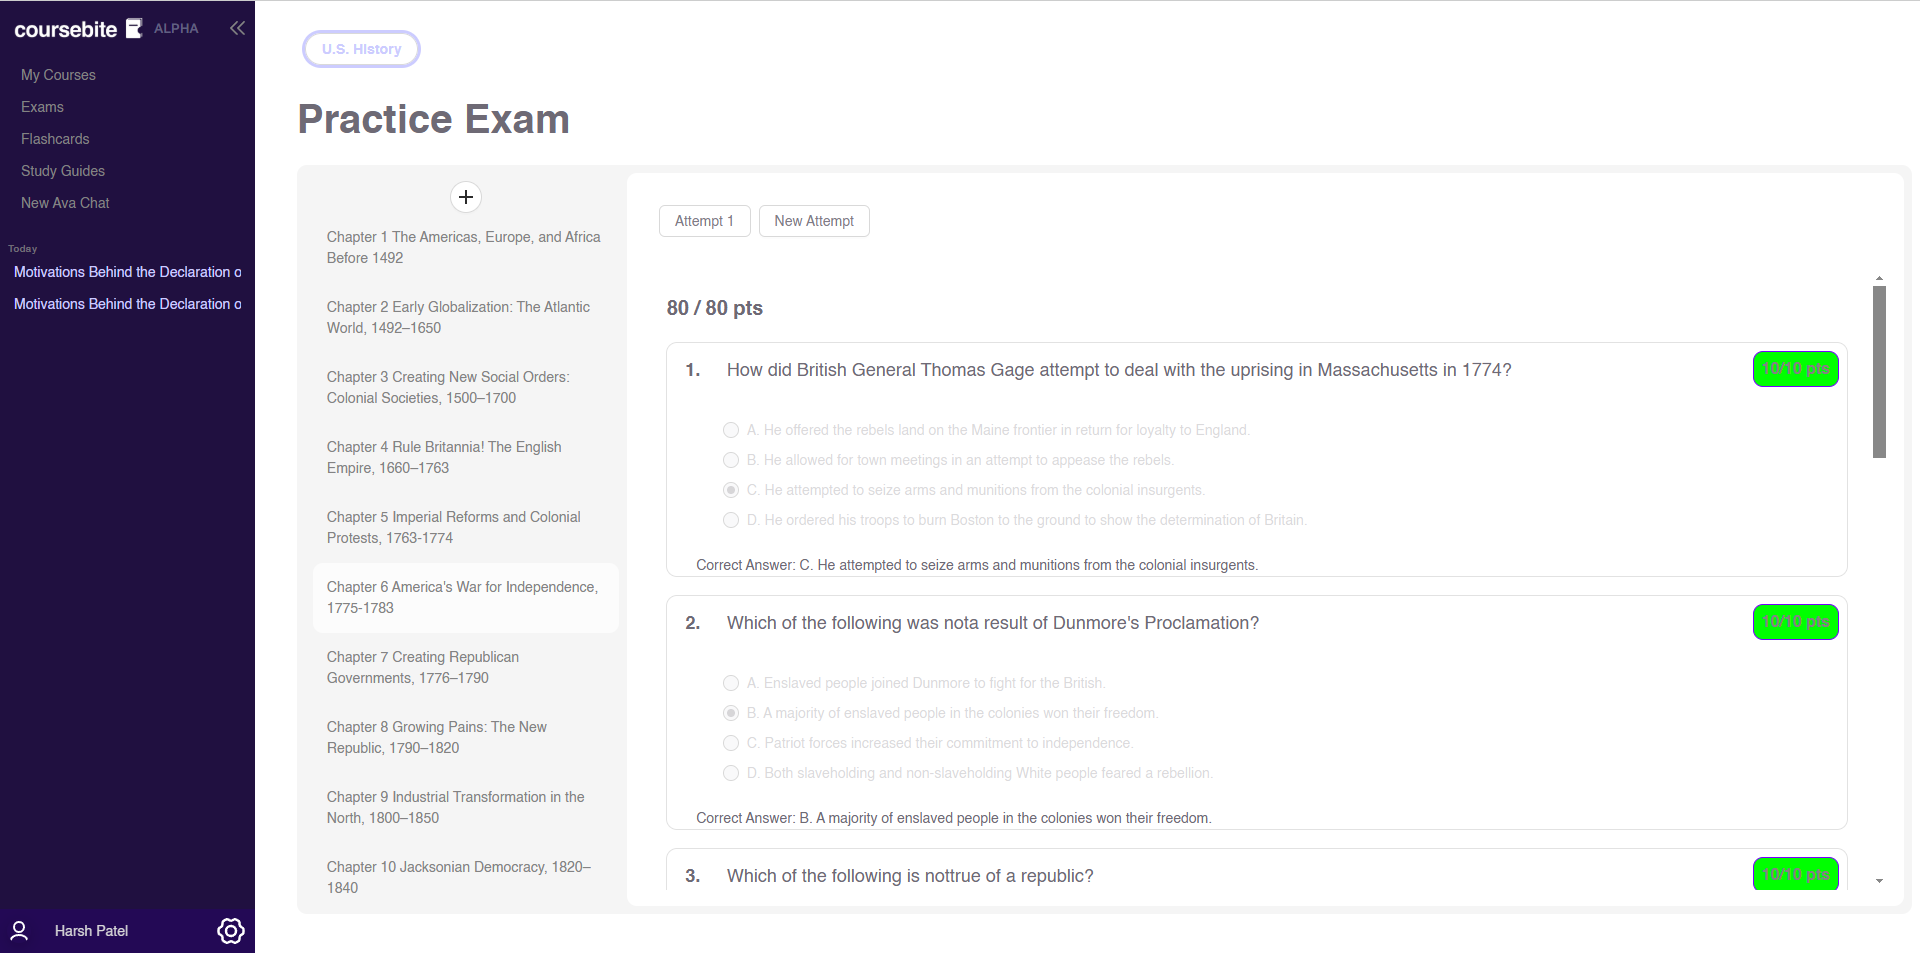 coursebite ALPHA
My Courses
Exams
Flashcards
Study Guides
New Ava Chat
Today
Motivations Behind the Declaration o
Motivations Behind the Declaration o
Harsh Patel
U.S. History
Practice Exam
Chapter 1 The Americas, Europe, and Africa
Before 1492
Chapter 2 Early Globalization: The Atlantic
World, 1492–1650
Chapter 3 Creating New Social Orders:
Colonial Societies, 1500–1700
Chapter 4 Rule Britannia! The English
Empire, 1660–1763
Chapter 5 Imperial Reforms and Colonial
Protests, 1763-1774
Chapter 6 America's War for Independence,
1775-1783
Chapter 7 Creating Republican
Governments, 1776–1790
Chapter 8 Growing Pains: The New
Republic, 1790–1820
Chapter 9 Industrial Transformation in the
North, 1800–1850
Chapter 10 Jacksonian Democracy, 1820–
1840
Attempt 1
New Attempt
80 / 80 pts
1. How did British General Thomas Gage attempt to deal with the uprising in Massachusetts in 1774?
10/10 pts
A. He offered the rebels land on the Maine frontier in return for loyalty to England.
B. He allowed for town meetings in an attempt to appease the rebels.
C. He attempted to seize arms and munitions from the colonial insurgents.
D. He ordered his troops to burn Boston to the ground to show the determination of Britain.
Correct Answer: C. He attempted to seize arms and munitions from the colonial insurgents.
2. Which of the following was nota result of Dunmore's Proclamation?
10/10 pts
A. Enslaved people joined Dunmore to fight for the British.
B. A majority of enslaved people in the colonies won their freedom.
C. Patriot forces increased their commitment to independence.
D. Both slaveholding and non-slaveholding White people feared a rebellion.
Correct Answer: B. A majority of enslaved people in the colonies won their freedom.
3. Which of the following is nottrue of a republic?
10/10 pts